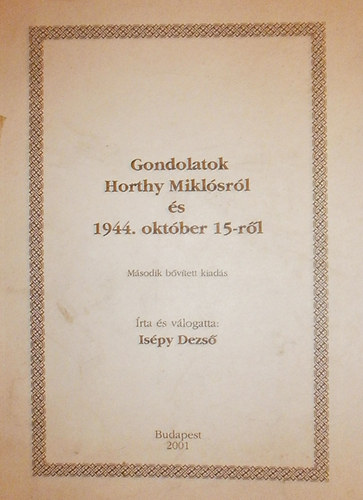 Gondolatok
Horthy Miklósról
és
1944. október 15-ről
Második bővített kiadás
Írta és válogatta:
Isépy Dezső
Budapest
2001